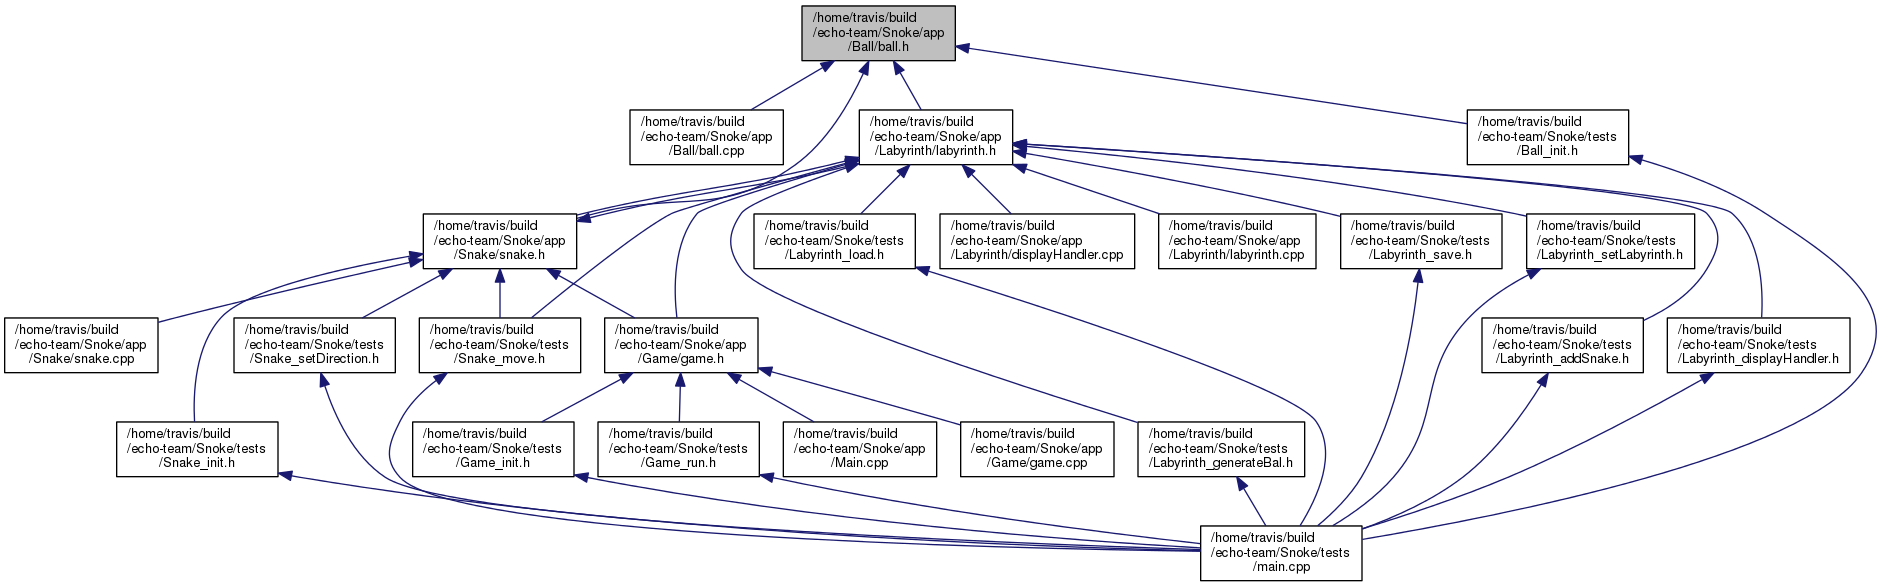 /home/travis/build
/echo-team/Snoke/app
/Ball/ball.h
/home/travis/build
/echo-team/Snoke/app
/Ball/ball.cpp
/home/travis/build
/echo-team/Snoke/app
/Labyrinth/labyrinth.h
/home/travis/build
/echo-team/Snoke/tests
/Ball_init.h
/home/travis/build
/echo-team/Snoke/app
/Snake/snake.h
/home/travis/build
/echo-team/Snoke/tests
/Labyrinth_load.h
/home/travis/build
/echo-team/Snoke/app
/Labyrinth/displayHandler.cpp
/home/travis/build
/echo-team/Snoke/app
/Labyrinth/labyrinth.cpp
/home/travis/build
/echo-team/Snoke/tests
/Labyrinth_save.h
/home/travis/build
/echo-team/Snoke/tests
/Labyrinth_setLabyrinth.h
/home/travis/build
/echo-team/Snoke/app
/Snake/snake.cpp
/home/travis/build
/echo-team/Snoke/tests
/Snake_setDirection.h
/home/travis/build
/echo-team/Snoke/tests
/Snake_move.h
/home/travis/build
/echo-team/Snoke/app
/Game/game.h
/home/travis/build
/echo-team/Snoke/tests
/Labyrinth_addSnake.h
/home/travis/build
/echo-team/Snoke/tests
/Labyrinth_displayHandler.h
/home/travis/build
/echo-team/Snoke/tests
/Snake_init.h
/home/travis/build
/echo-team/Snoke/tests
/Game_init.h
/home/travis/build
/echo-team/Snoke/tests
/Game_run.h
/home/travis/build
/echo-team/Snoke/app
/Main.cpp
/home/travis/build
/echo-team/Snoke/app
/Game/game.cpp
/home/travis/build
/echo-team/Snoke/tests
/Labyrinth_generateBal.h
/home/travis/build
/echo-team/Snoke/tests
/main.cpp